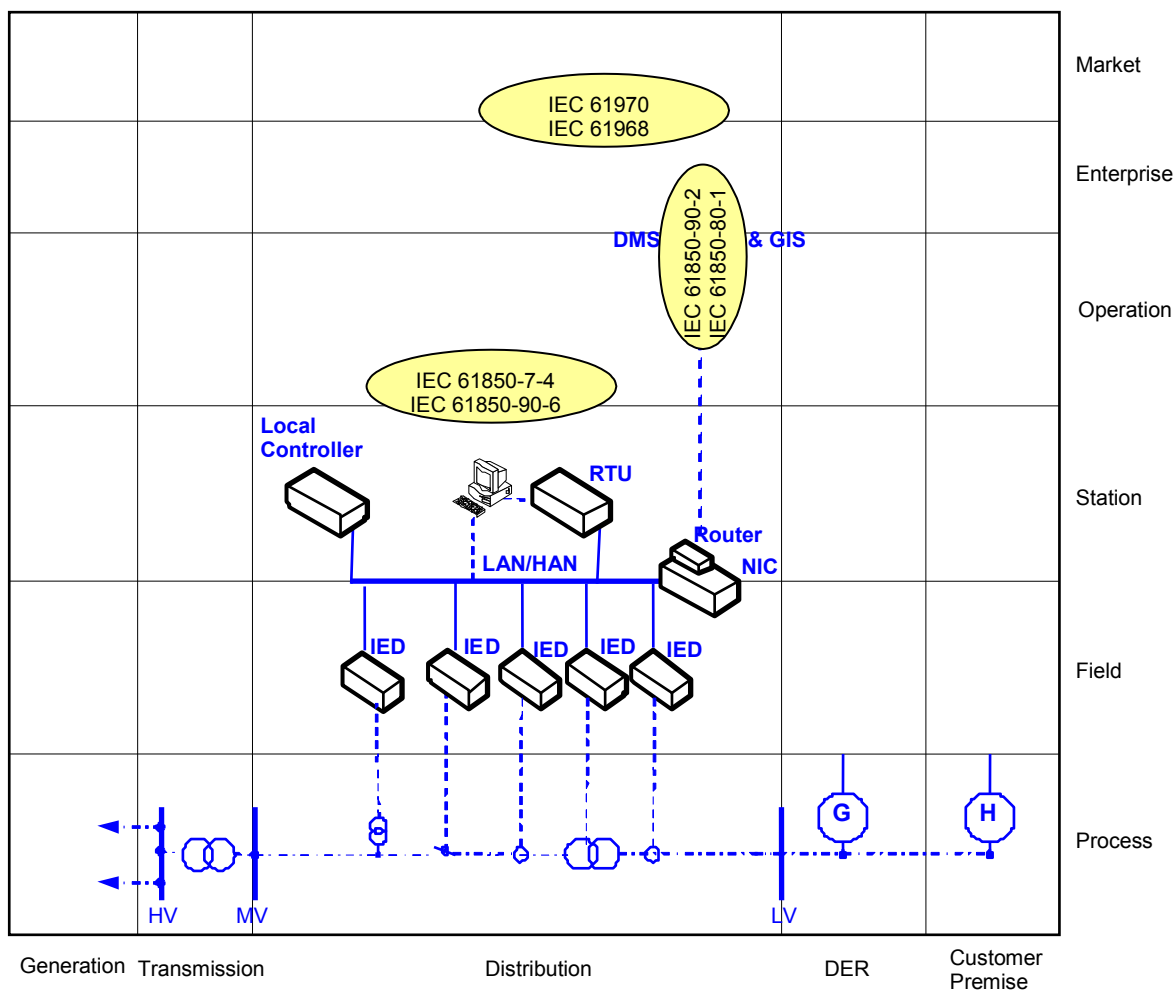 Market
IEC 61970
IEC 61968
Enterprise
IEC 61850-90-2
IEC 61850-80-1
DMS
& GIS
Operation
IEC 61850-7-4
IEC 61850-90-6
Local
Controller
RTU
Station
Router
LAN/HAN
NIC
IED
IED
IED
IED
IED
Field
G
H
Process
HV
MV
LV
Generation
Transmission
Distribution
DER
Customer
Premise